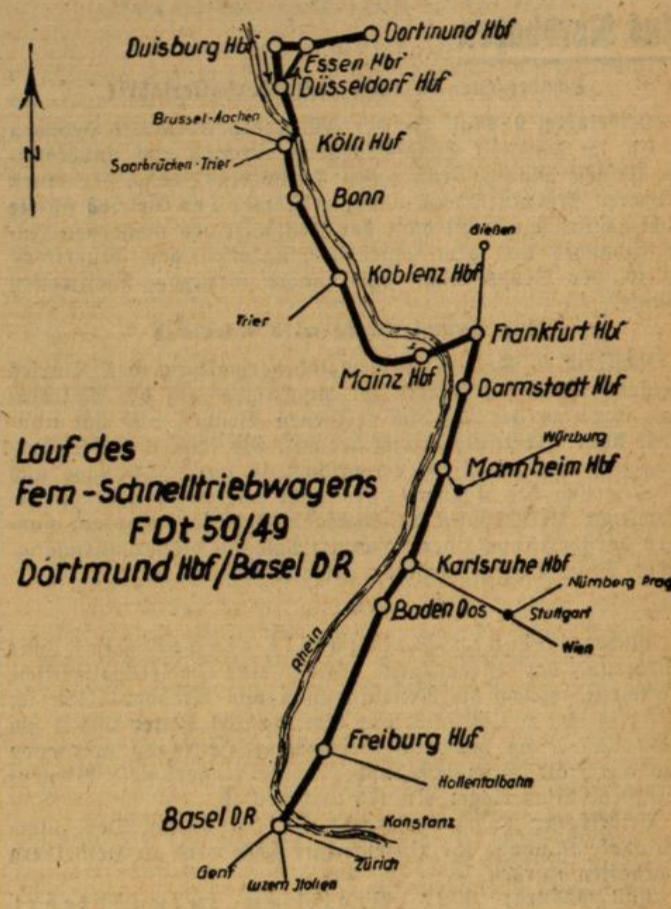 Dortmund Hbf
Duisburg Hbf
Essen Hbf
Düsseldorf Hbf
Brüssel-Aachen
Köln Hbf
Saarbrücken-Trier
Bonn
N
Gießen
Koblenz Hbf
Trier
Frankfurt Hbf
Mainz Hbf
Darmstadt Hbf
Würzburg
Mannheim Hbf
Lauf des
Fern-Schnelltriebwagens
FDt 50/49
Dortmund Hbf/Basel DR
Karlsruhe Hbf
Nürnberg Prag
Baden Oos
Stuttgart
Wien
Rhein
Freiburg Hbf
Höllentalbahn
Basel DR
Konstanz
Zürich
Genf
Luzern Italien